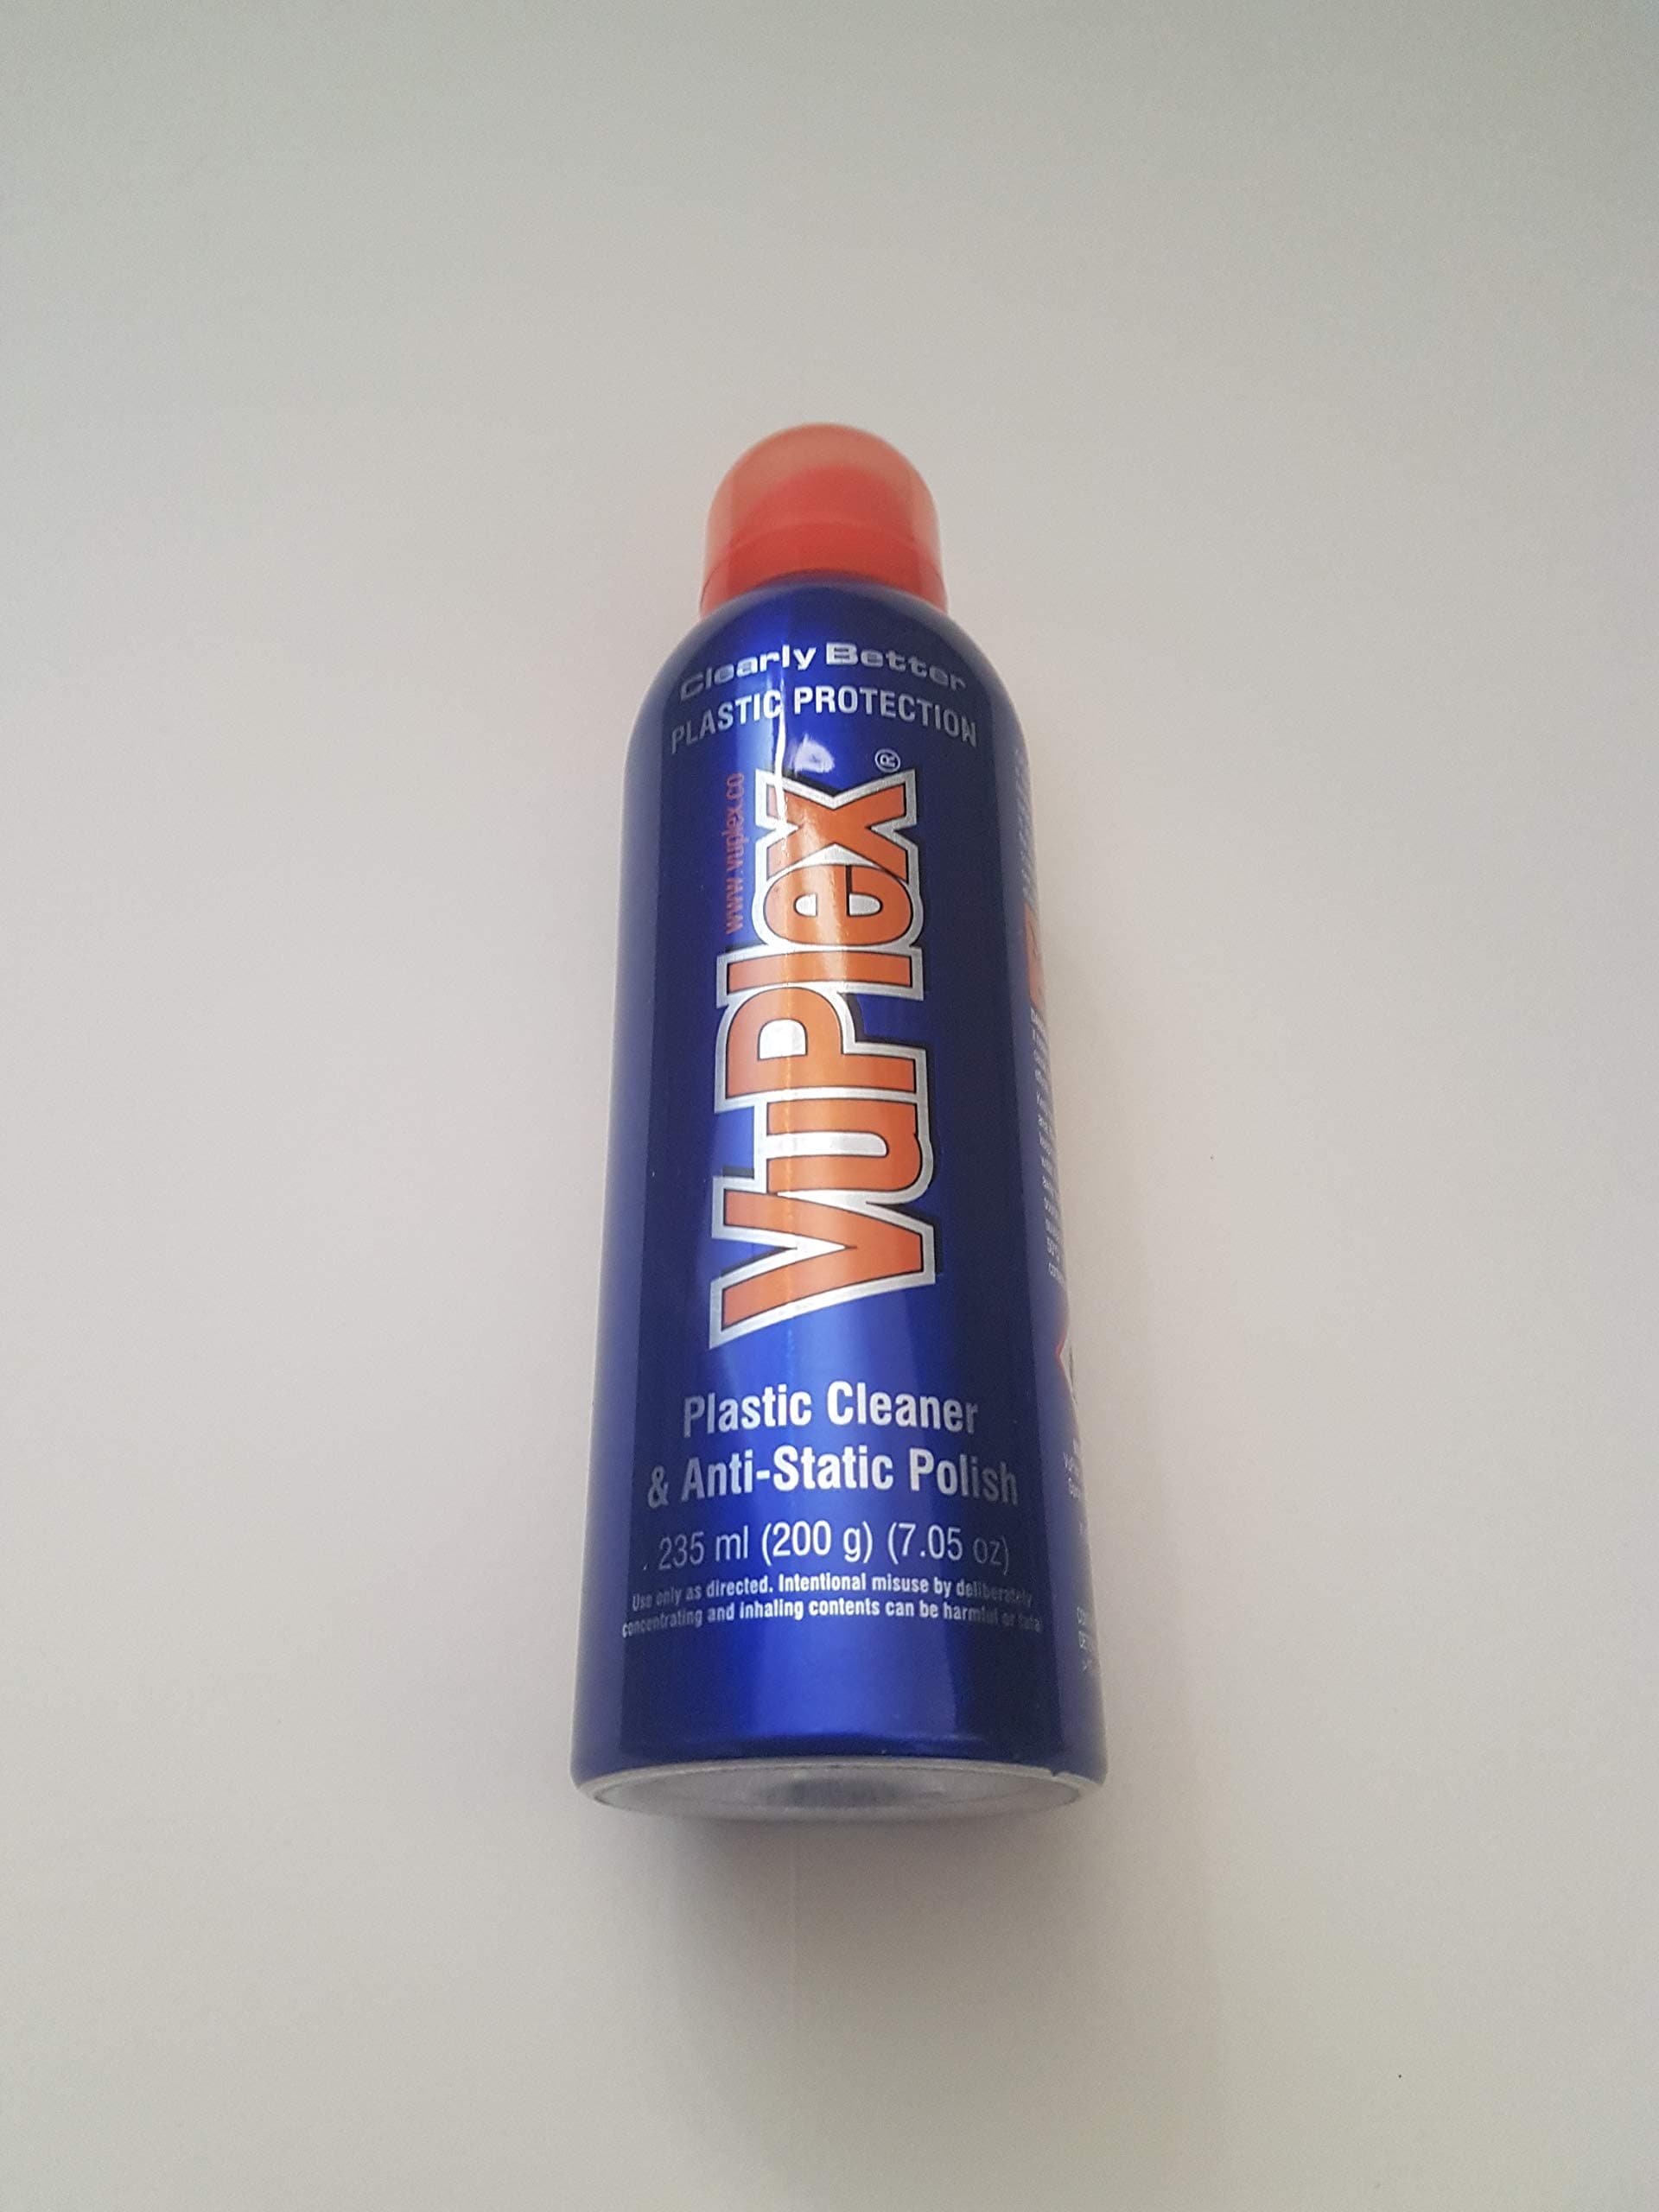 Clearly Better
PLASTIC PROTECTION
VuPlex®
www.vuplex.co
Plastic Cleaner
& Anti-Static Polish
235 ml (200 g) (7.05 oz)
Use only as directed. Intentional misuse by deliberately
concentrating and inhaling contents can be harmful or fatal